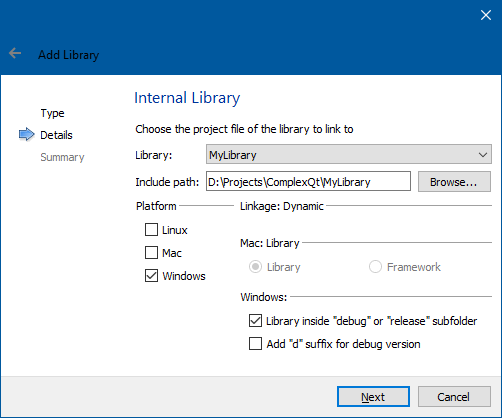 Add Library
Internal Library
Type
Details
Summary
Choose the project file of the library to link to
Library: MyLibrary
Include path: D:\Projects\ComplexQt\MyLibrary Browse...
Platform Linkage: Dynamic
Linux
Mac
Windows
Mac: Library
Library Framework
Windows:
Library inside "debug" or "release" subfolder
Add "d" suffix for debug version
Next Cancel